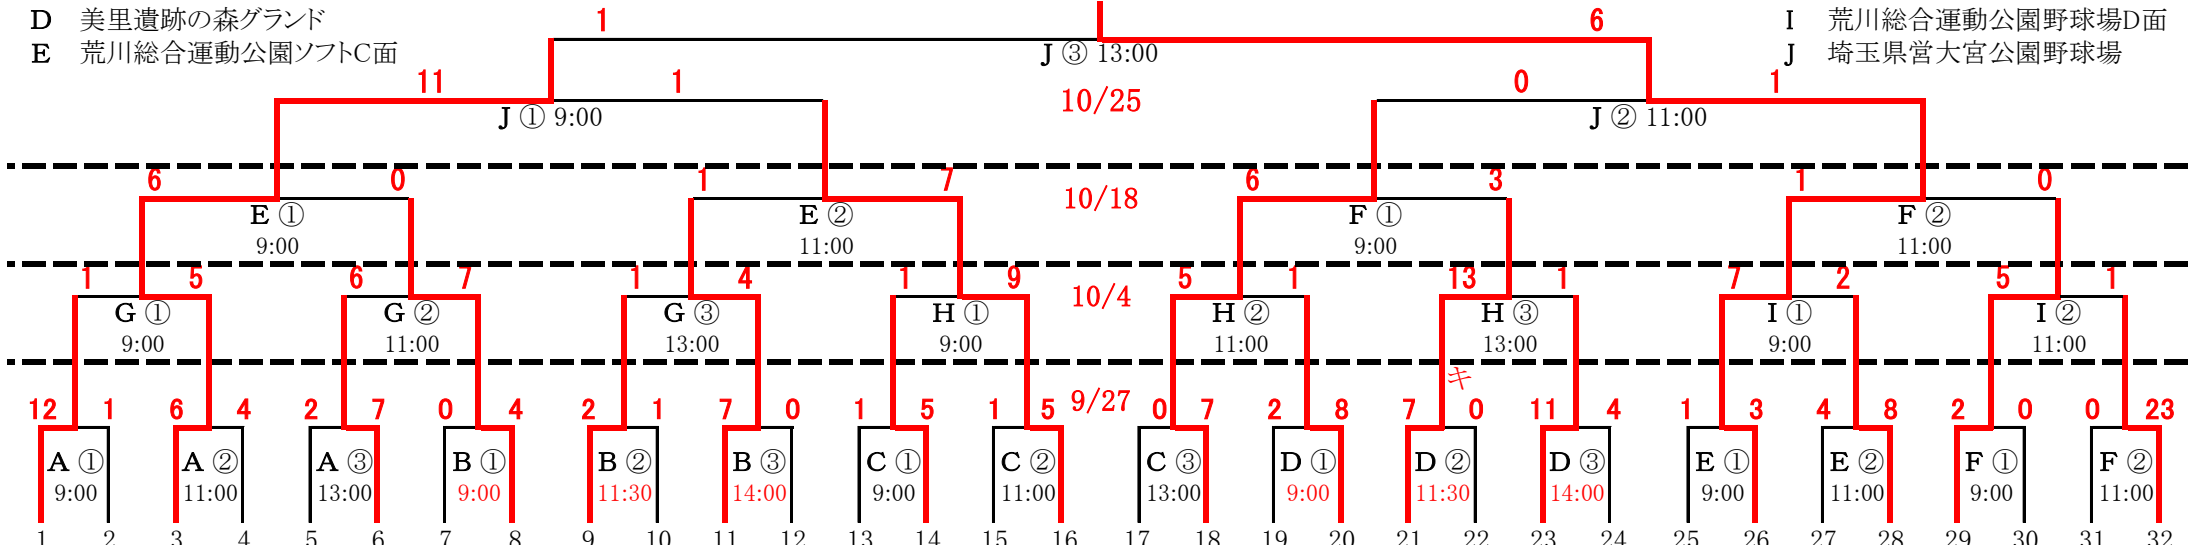 D 美里遺跡の森グランド 1 6 I 荒川総合運動公園野球場D面
E 荒川総合運動公園ソフトC面 J ③ 13:00 J 埼玉県営大宮公園野球場
11 1 0 1
10/25
J ① 9:00 J ② 11:00
6 0 1 7 6 3 1 0
10/18
E ① E ② F ① F ②
9:00 11:00 9:00 11:00
1 5 6 7 1 4 1 9 5 1 13 1 7 2 5 1
10/4
G ① G ② G ③ H ① H ② H ③ I ① I ②
9:00 11:00 13:00 9:00 11:00 13:00 9:00 11:00
キ
9/27
12 1 6 4 2 7 0 4 2 1 7 0 1 5 1 5 0 7 2 8 7 0 11 4 1 3 4 8 2 0 0 23
A ① A ② A ③ B ① B ② B ③ C ① C ② C ③ D ① D ② D ③ E ① E ② F ① F ②
9:00 11:00 13:00 9:00 11:30 14:00 9:00 11:00 13:00 9:00 11:30 14:00 9:00 11:00 9:00 11:00
1 2 3 4 5 6 7 8 9 10 11 12 13 14 15 16 17 18 19 20 21 22 23 24 25 26 27 28 29 30 31 32